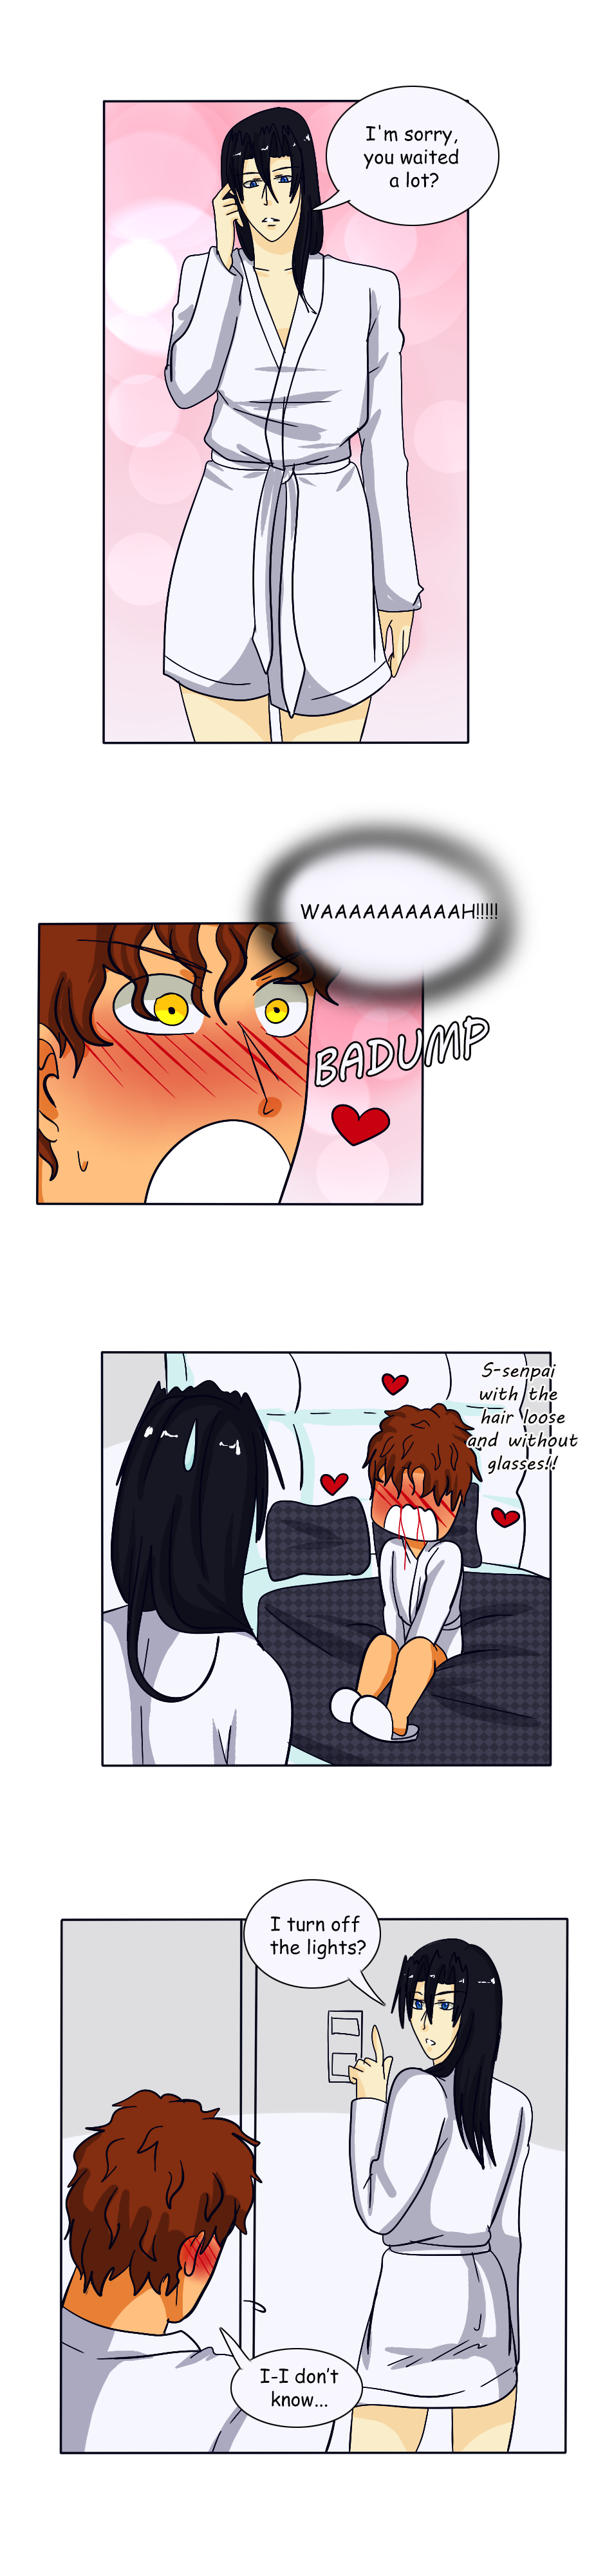 I'm sorry,
you waited
a lot?
WAAAAAAAAAAH!!!!!
BADUMP
S-senpai
with the
hair loose
and without
glasses!!
I turn off
the lights?
I-I don't
know...